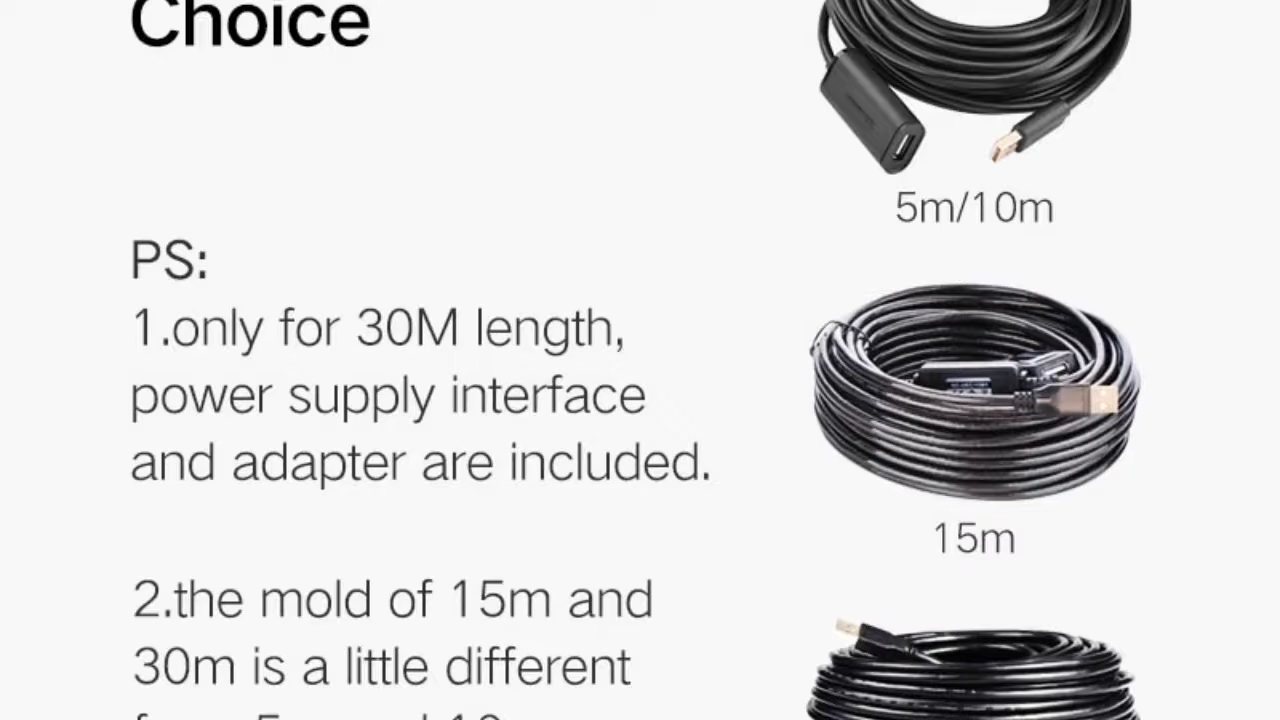 Choice
5m/10m
PS:
1.only for 30M length,
power supply interface
and adapter are included.
15m
2.the mold of 15m and
30m is a little different